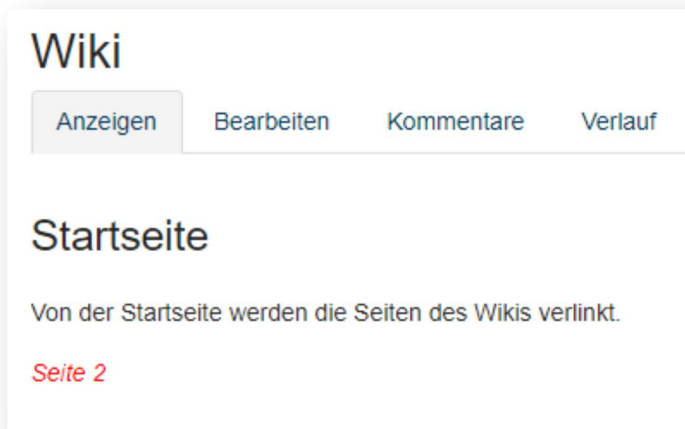 Wiki
Anzeigen Bearbeiten Kommentare Verlauf
Startseite
Von der Startseite werden die Seiten des Wikis verlinkt.
Seite 2